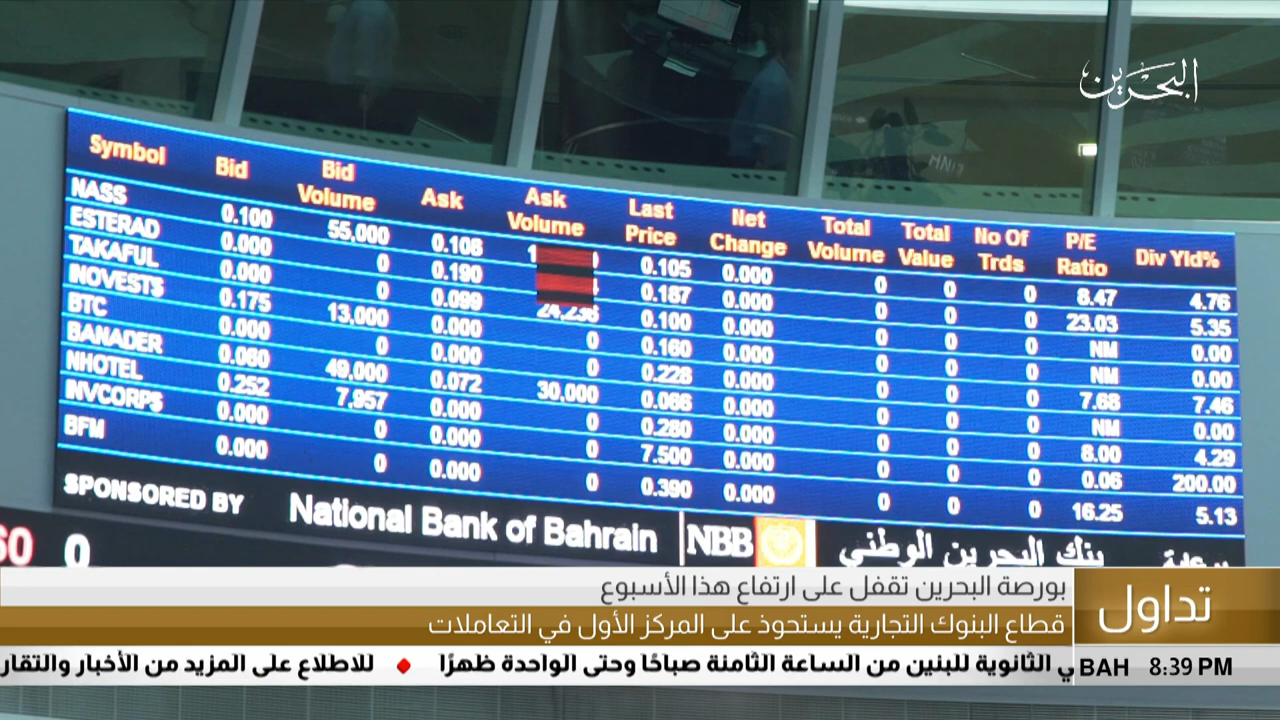 البحرين
Symbol Bid Bid Volume Ask Ask Volume Last Price Net Change Total Volume Total Value No Of Trds P/E Ratio Div Yld%
NASS 0.100 55,000 0.108 0.105 0.000 0 0 0 8.47 4.76
ESTERAD 0.000 0 0.190 0.187 0.000 0 0 0 23.03 5.35
TAKAFUL 0.000 0 0.099 0.100 0.000 0 0 0 NM 0.00
INOVEST$ 0.175 13,000 0.000 0 0.160 0.000 0 0 0 NM 0.00
BTC 0.000 0 0.000 0 0.228 0.000 0 0 0 7.68 7.46
BANADER 0.060 49,000 0.072 30,000 0.066 0.000 0 0 0 NM 0.00
NHOTEL 0.252 7,957 0.000 0 0.280 0.000 0 0 0 8.00 4.29
INVCORP$ 0.000 0 0.000 0 7.500 0.000 0 0 0 0.06 200.00
BFM 0.000 0 0.000 0 0.390 0.000 0 0 0 16.25 5.13
SPONSORED BY National Bank of Bahrain NBB بنك البحرين الوطني برعاية
60 0
تداول
بورصة البحرين تقفل على ارتفاع هذا الأسبوع
قطاع البنوك التجارية يستحوذ على المركز الأول في التعاملات
ي الثانوية للبنين من الساعة الثامنة صباحًا وحتى الواحدة ظهرًا ♦ للاطلاع على المزيد من الأخبار والتقار
BAH 8:39 PM